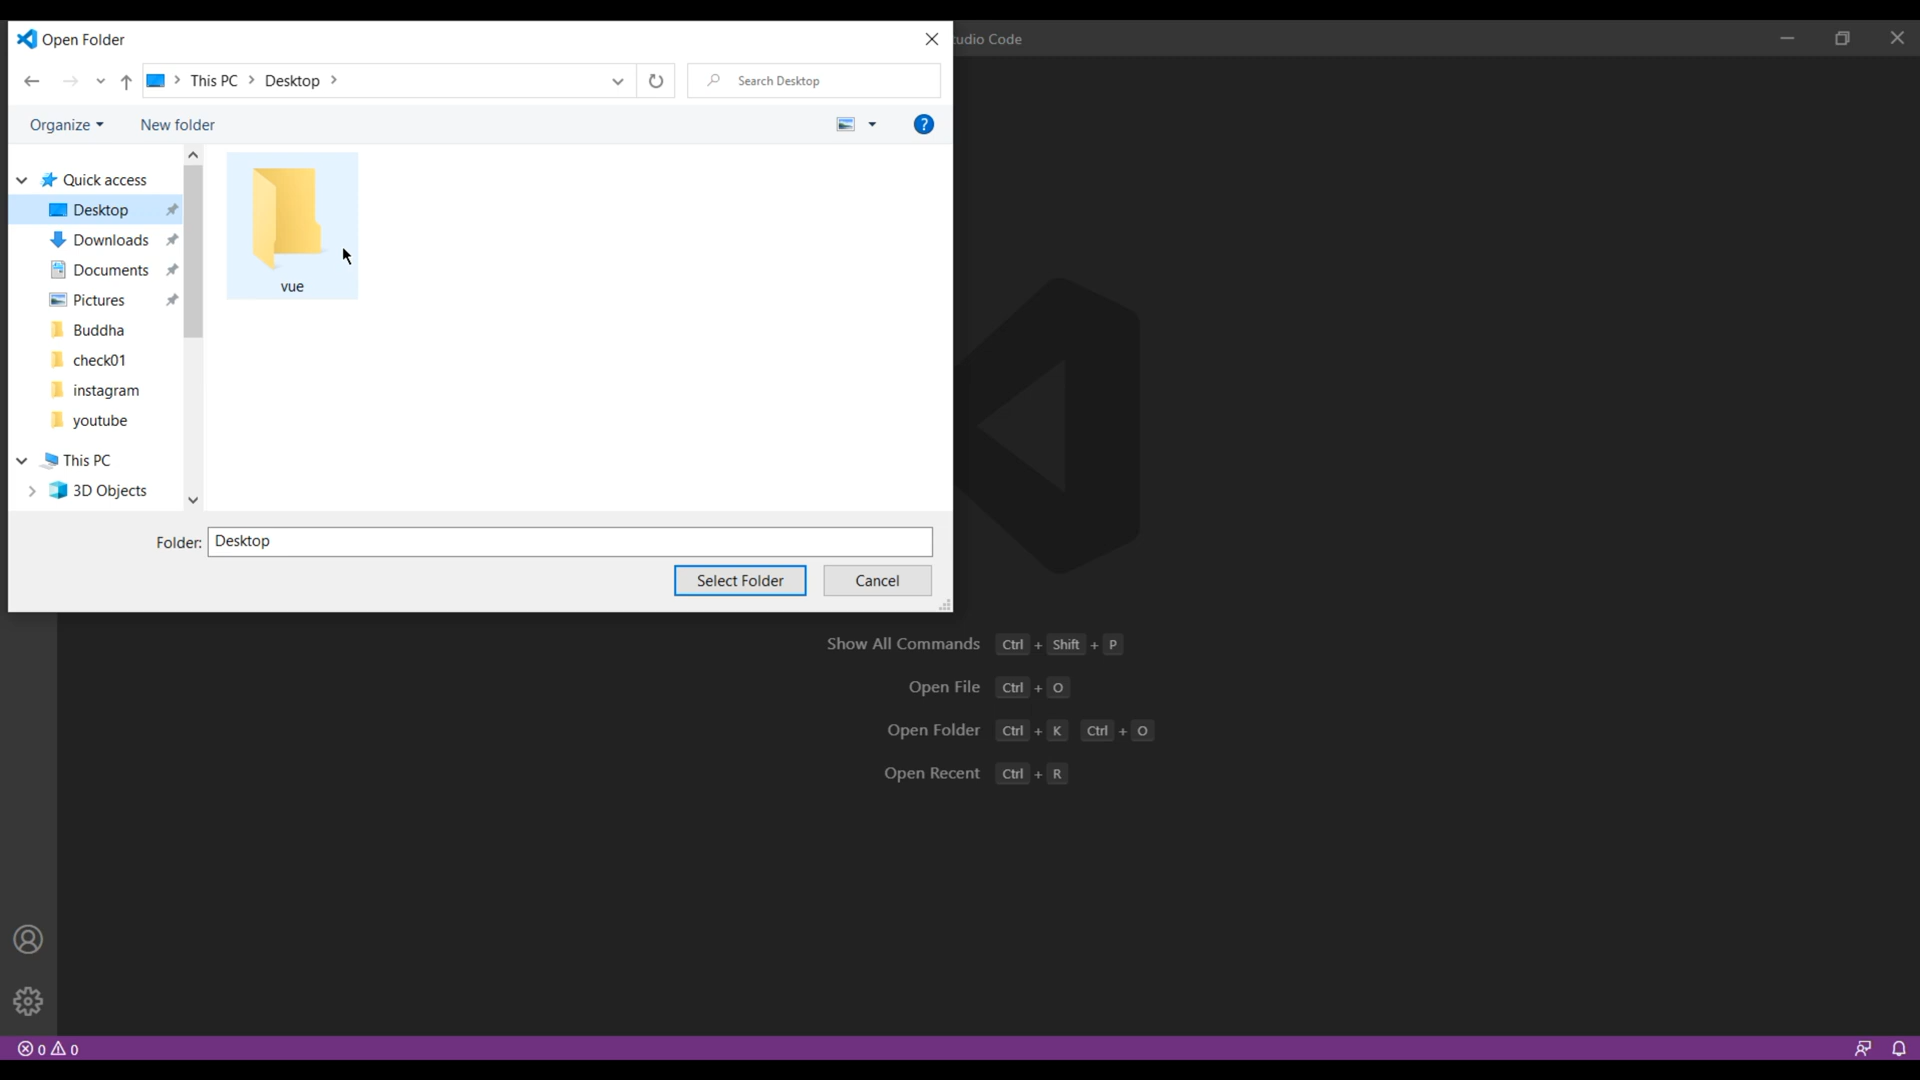 Open Folder
udio Code
This PC
Desktop
Search Desktop
Organize
New folder
?
Quick access
Desktop
Downloads
Documents
Pictures
Buddha
check01
instagram
youtube
This PC
3D Objects
vue
Folder: Desktop
Select Folder
Cancel
Show All Commands Ctrl + Shift + P
Open File Ctrl + O
Open Folder Ctrl + K Ctrl + O
Open Recent Ctrl + R
0 0